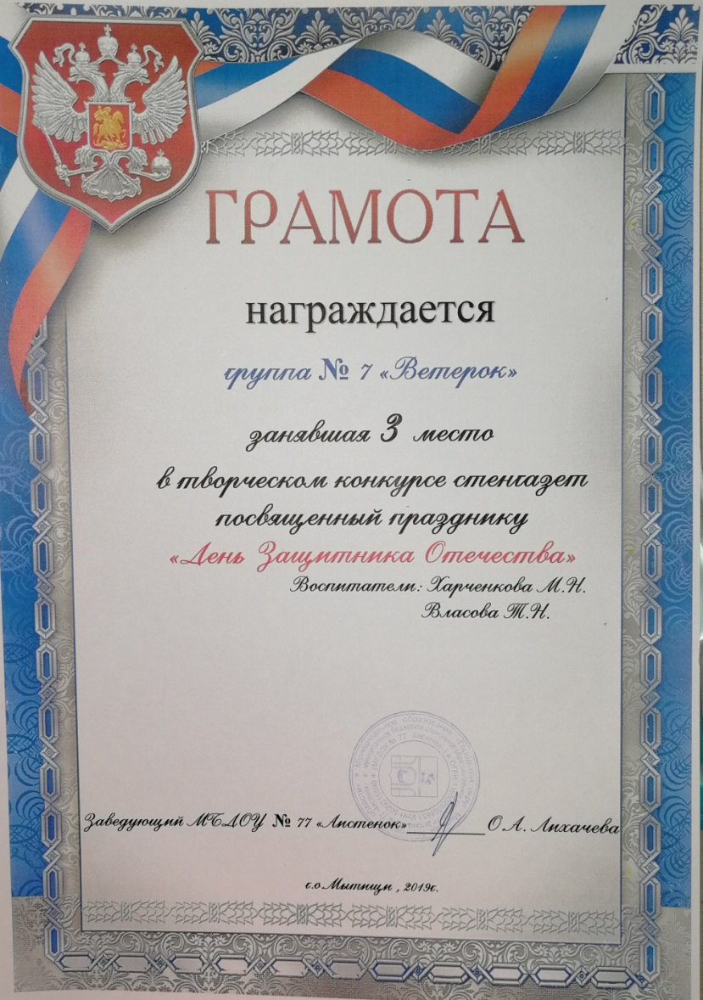 ГРАМОТА
награждается
группа № 7 «Ветерок»
занявшая 3 место
в творческом конкурсе стенгазет
посвященный празднику
«День Защитника Отечества»
Воспитатели: Харченкова М.Н.
Власова Т.Н.
Заведующий МБДОУ № 77 «Листенок» О.А. Лихачева
г.о.Мытищи , 2019г.